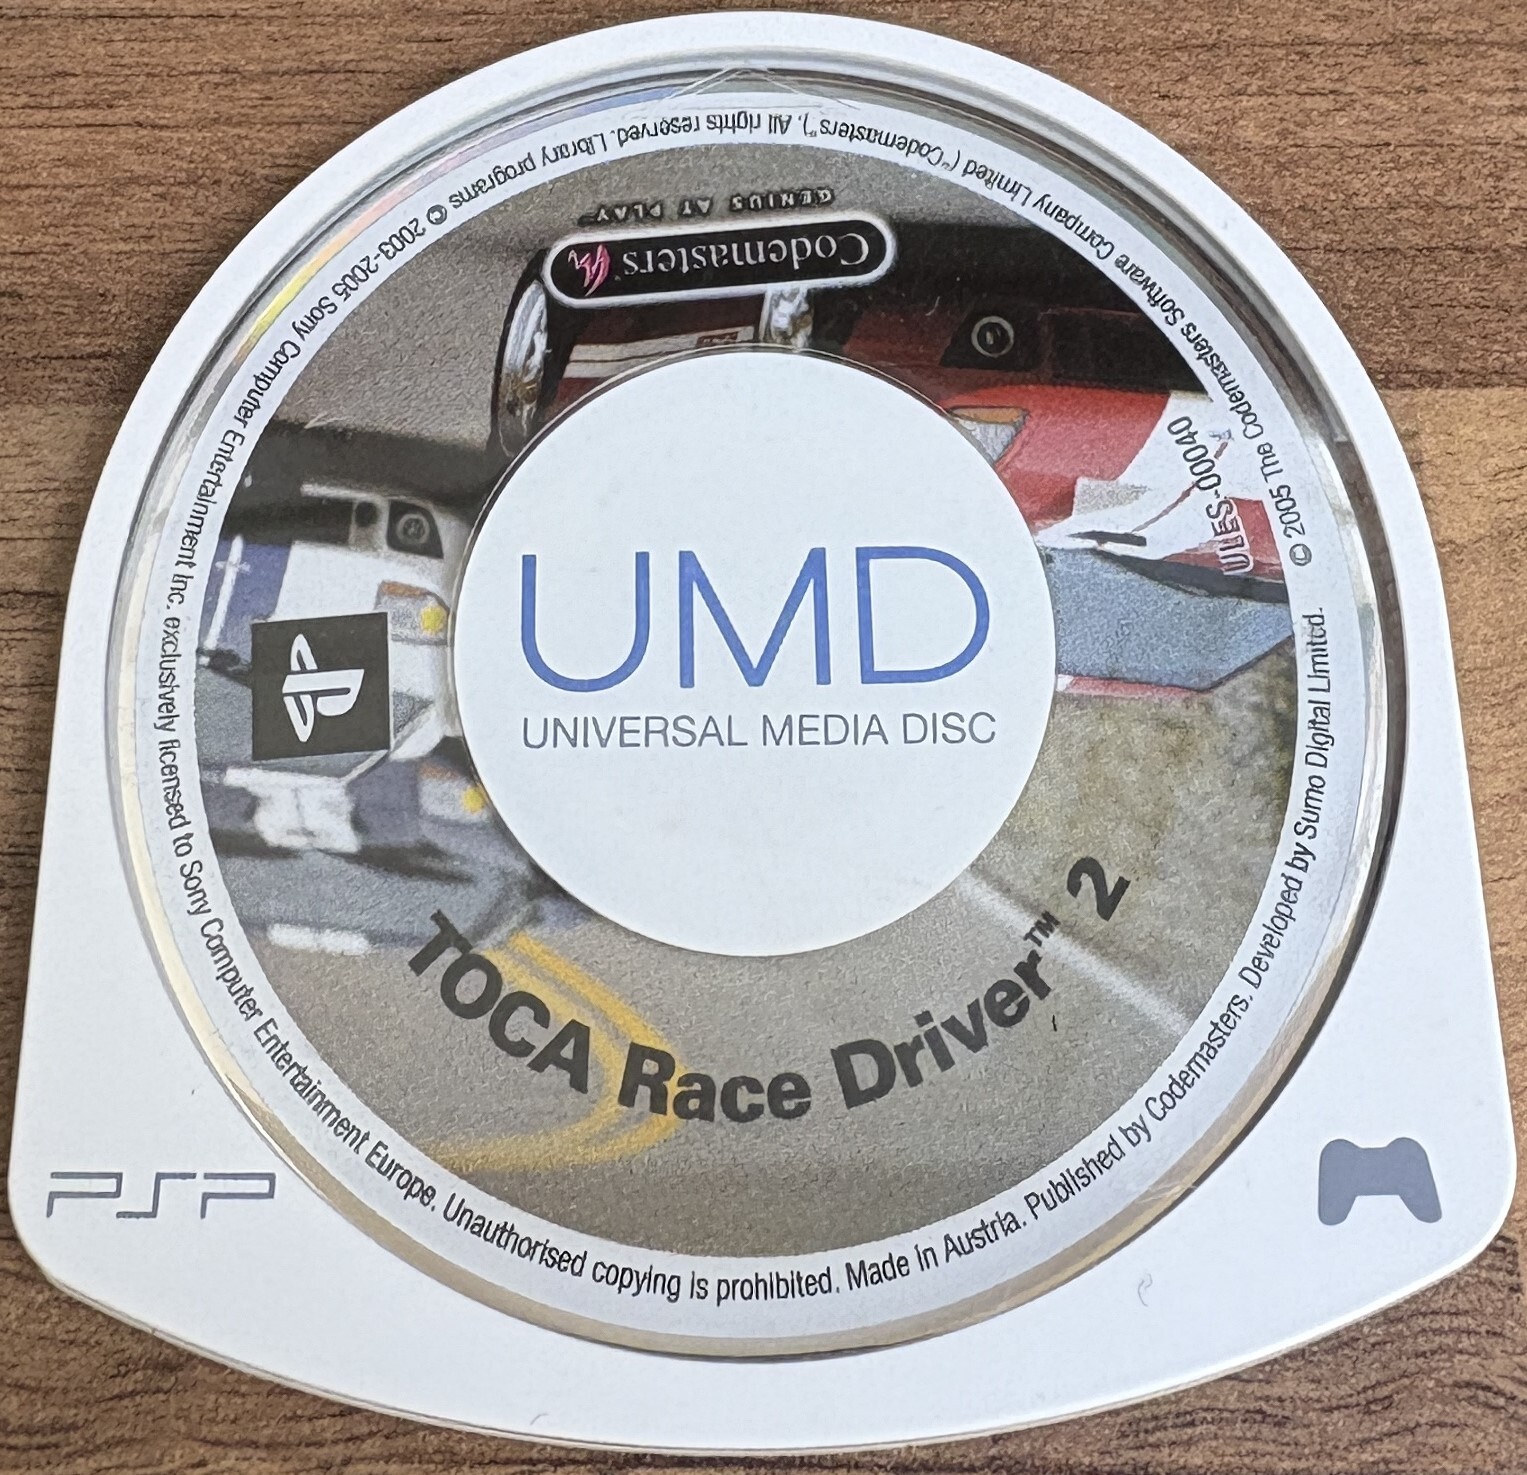 UMD
UNIVERSAL MEDIA DISC
TOCA Race Driver™ 2
Codemasters®
GENIUS AT PLAY™
ULES-00040
PSP
© 2003-2005 Sony Computer Entertainment Inc. exclusively licensed to Sony Computer Entertainment Europe. Unauthorised copying is prohibited. Made in Austria. Published by Codemasters. Developed by Sumo Digital Limited.
© 2005 The Codemasters Software Company Limited ("Codemasters"). All rights reserved. Library programs